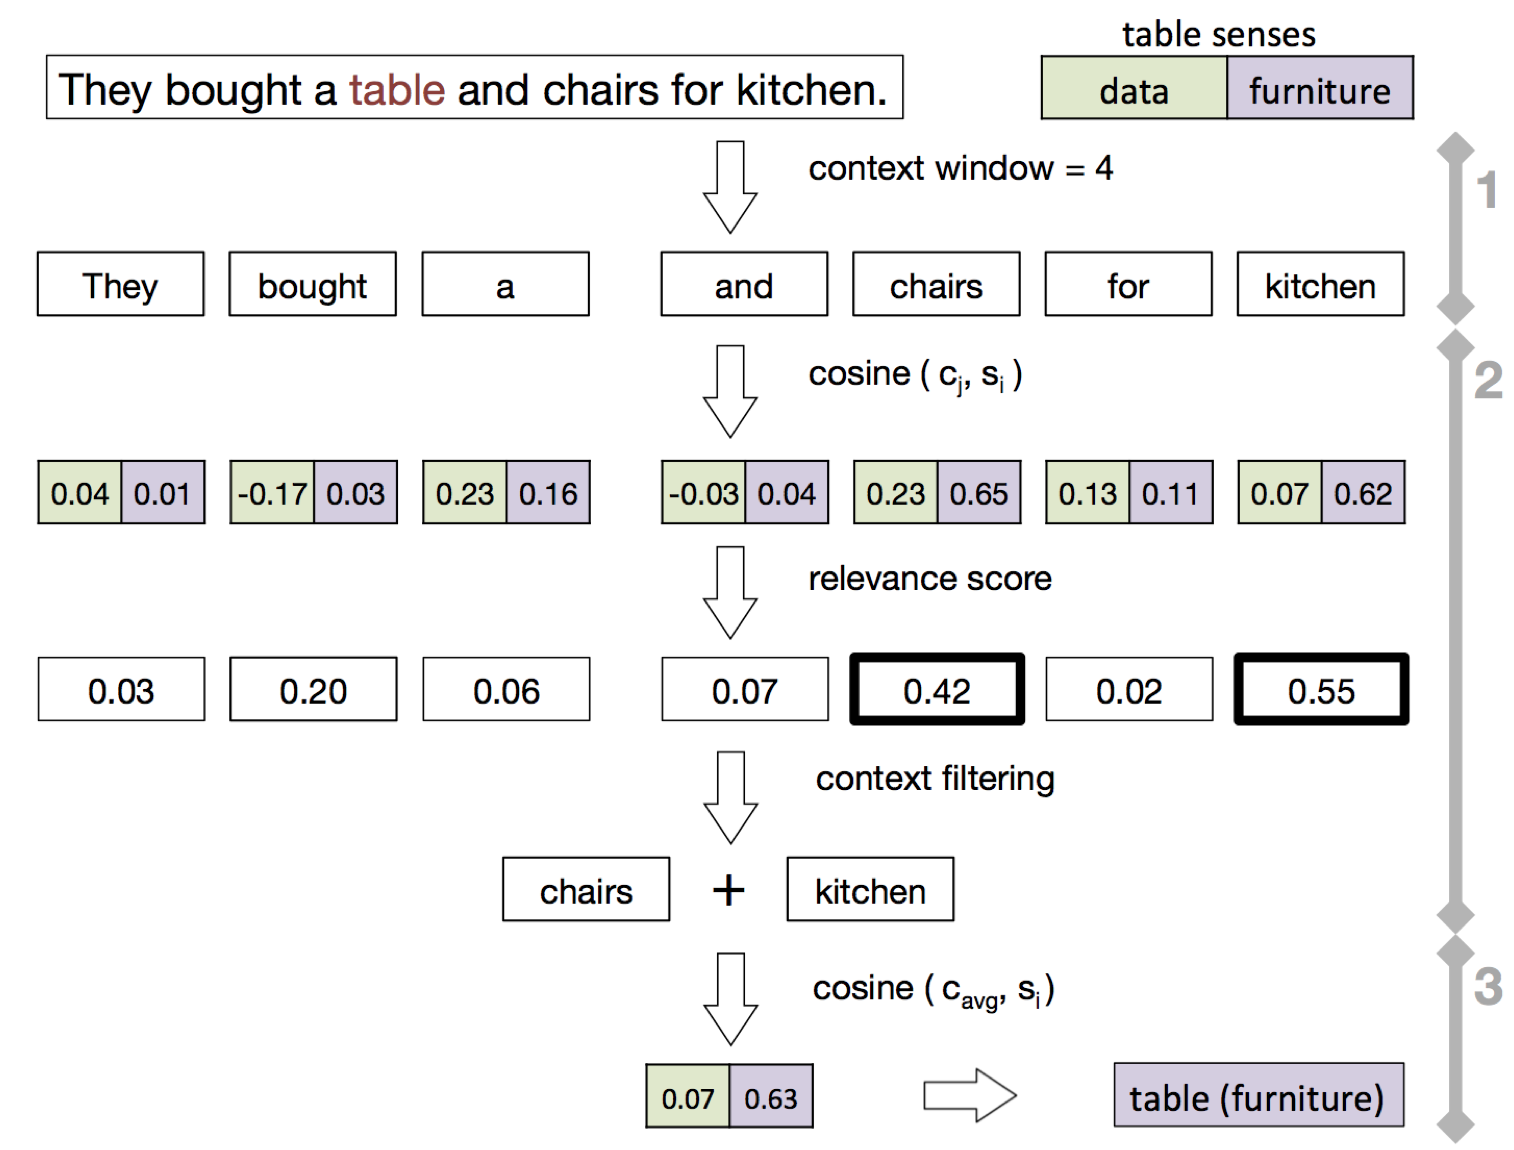 table senses
They bought a table and chairs for kitchen.
data furniture
context window = 4
1
They bought a and chairs for kitchen
cosine ( cj, si )
2
0.04 0.01 -0.17 0.03 0.23 0.16 -0.03 0.04 0.23 0.65 0.13 0.11 0.07 0.62
relevance score
0.03 0.20 0.06 0.07 0.42 0.02 0.55
context filtering
chairs + kitchen
cosine ( cavg, si )
3
0.07 0.63 table (furniture)